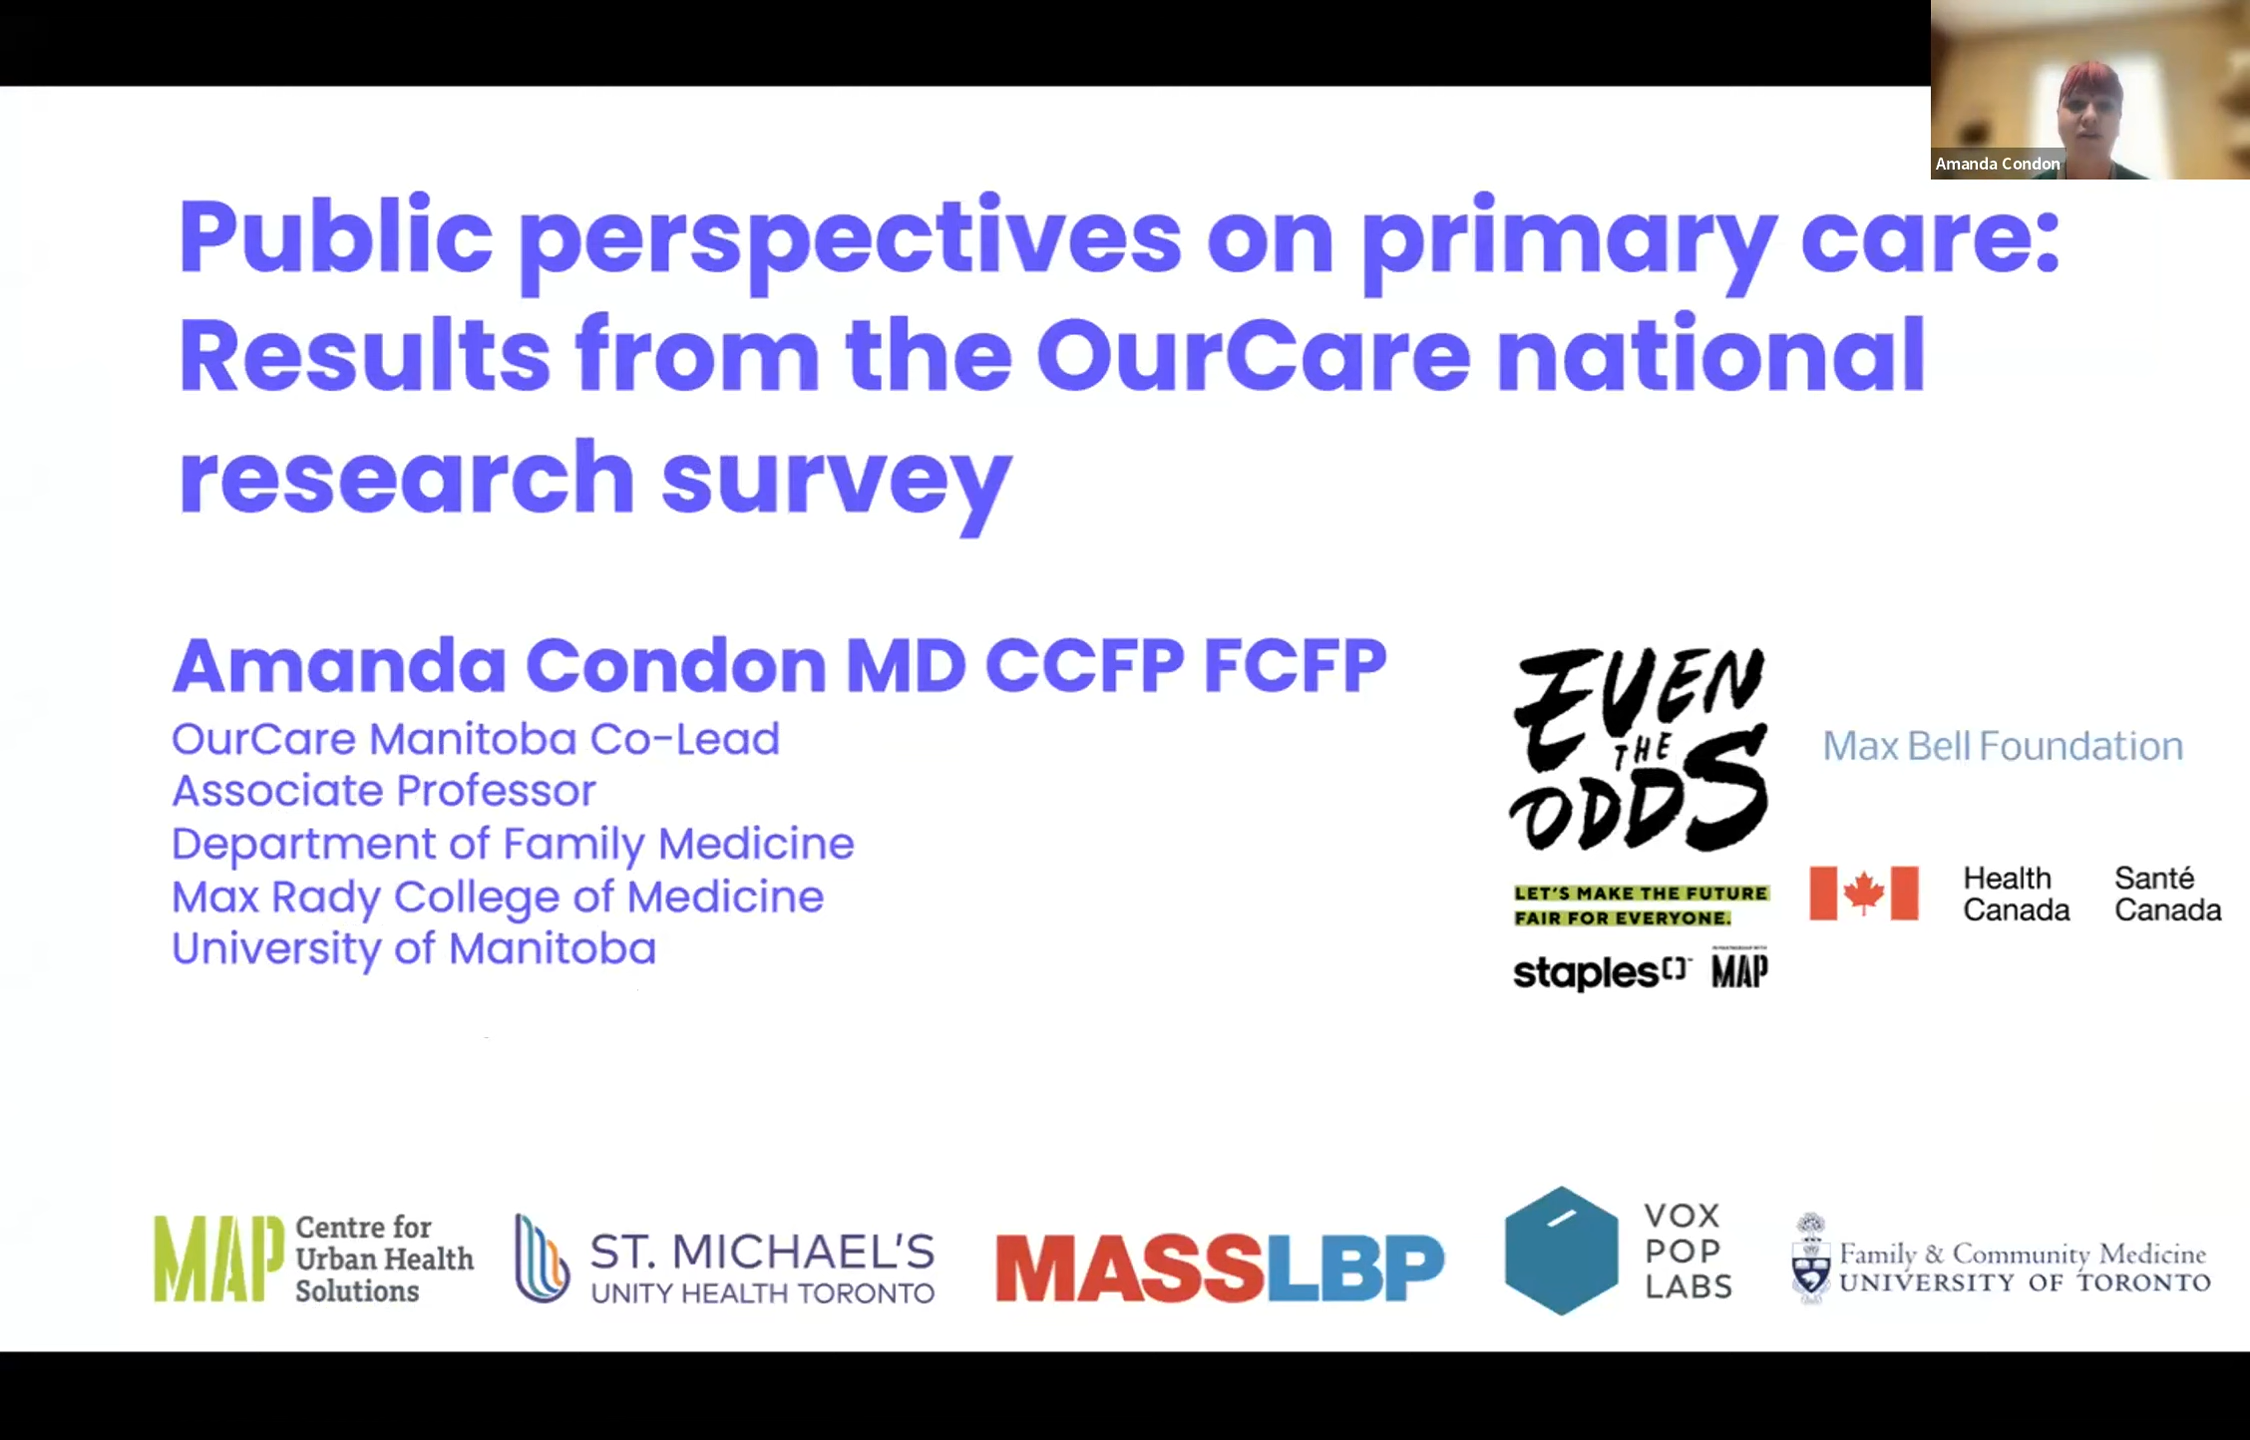 Amanda Condon
Public perspectives on primary care:
Results from the OurCare national
research survey
Amanda Condon MD CCFP FCFP
OurCare Manitoba Co-Lead
Associate Professor
Department of Family Medicine
Max Rady College of Medicine
University of Manitoba
EVEN
THE
ODDS
LET'S MAKE THE FUTURE
FAIR FOR EVERYONE.
staples
MAP
Max Bell Foundation
Health
Canada
Santé
Canada
MAP
Centre for
Urban Health
Solutions
ST. MICHAEL'S
UNITY HEALTH TORONTO
MASSLBP
VOX
POP
LABS
Family & Community Medicine
UNIVERSITY OF TORONTO